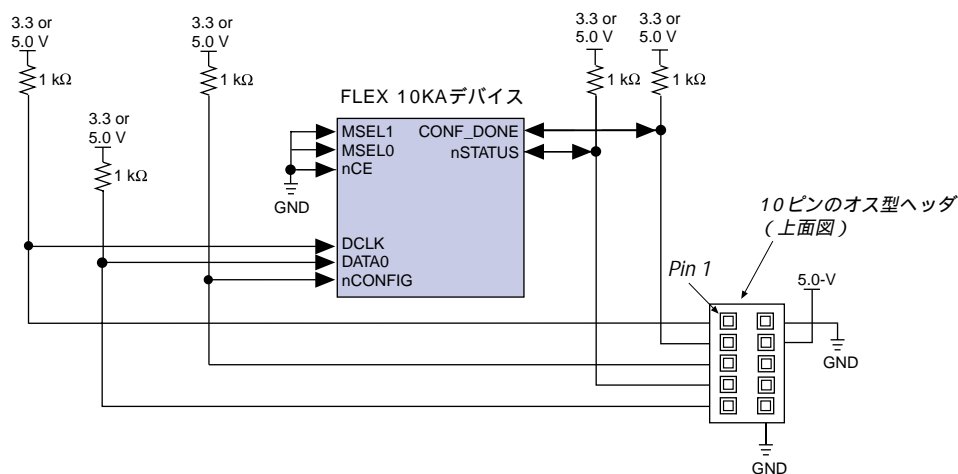 3.3 or
5.0 V
1 kΩ
3.3 or
5.0 V
1 kΩ
3.3 or
5.0 V
1 kΩ
3.3 or
5.0 V
1 kΩ
3.3 or
5.0 V
1 kΩ
FLEX 10KAデバイス
MSEL1
MSEL0
nCE
CONF_DONE
nSTATUS
GND
DCLK
DATA0
nCONFIG
10ピンのオス型ヘッダ
(上面図)
Pin 1
5.0-V
GND
GND